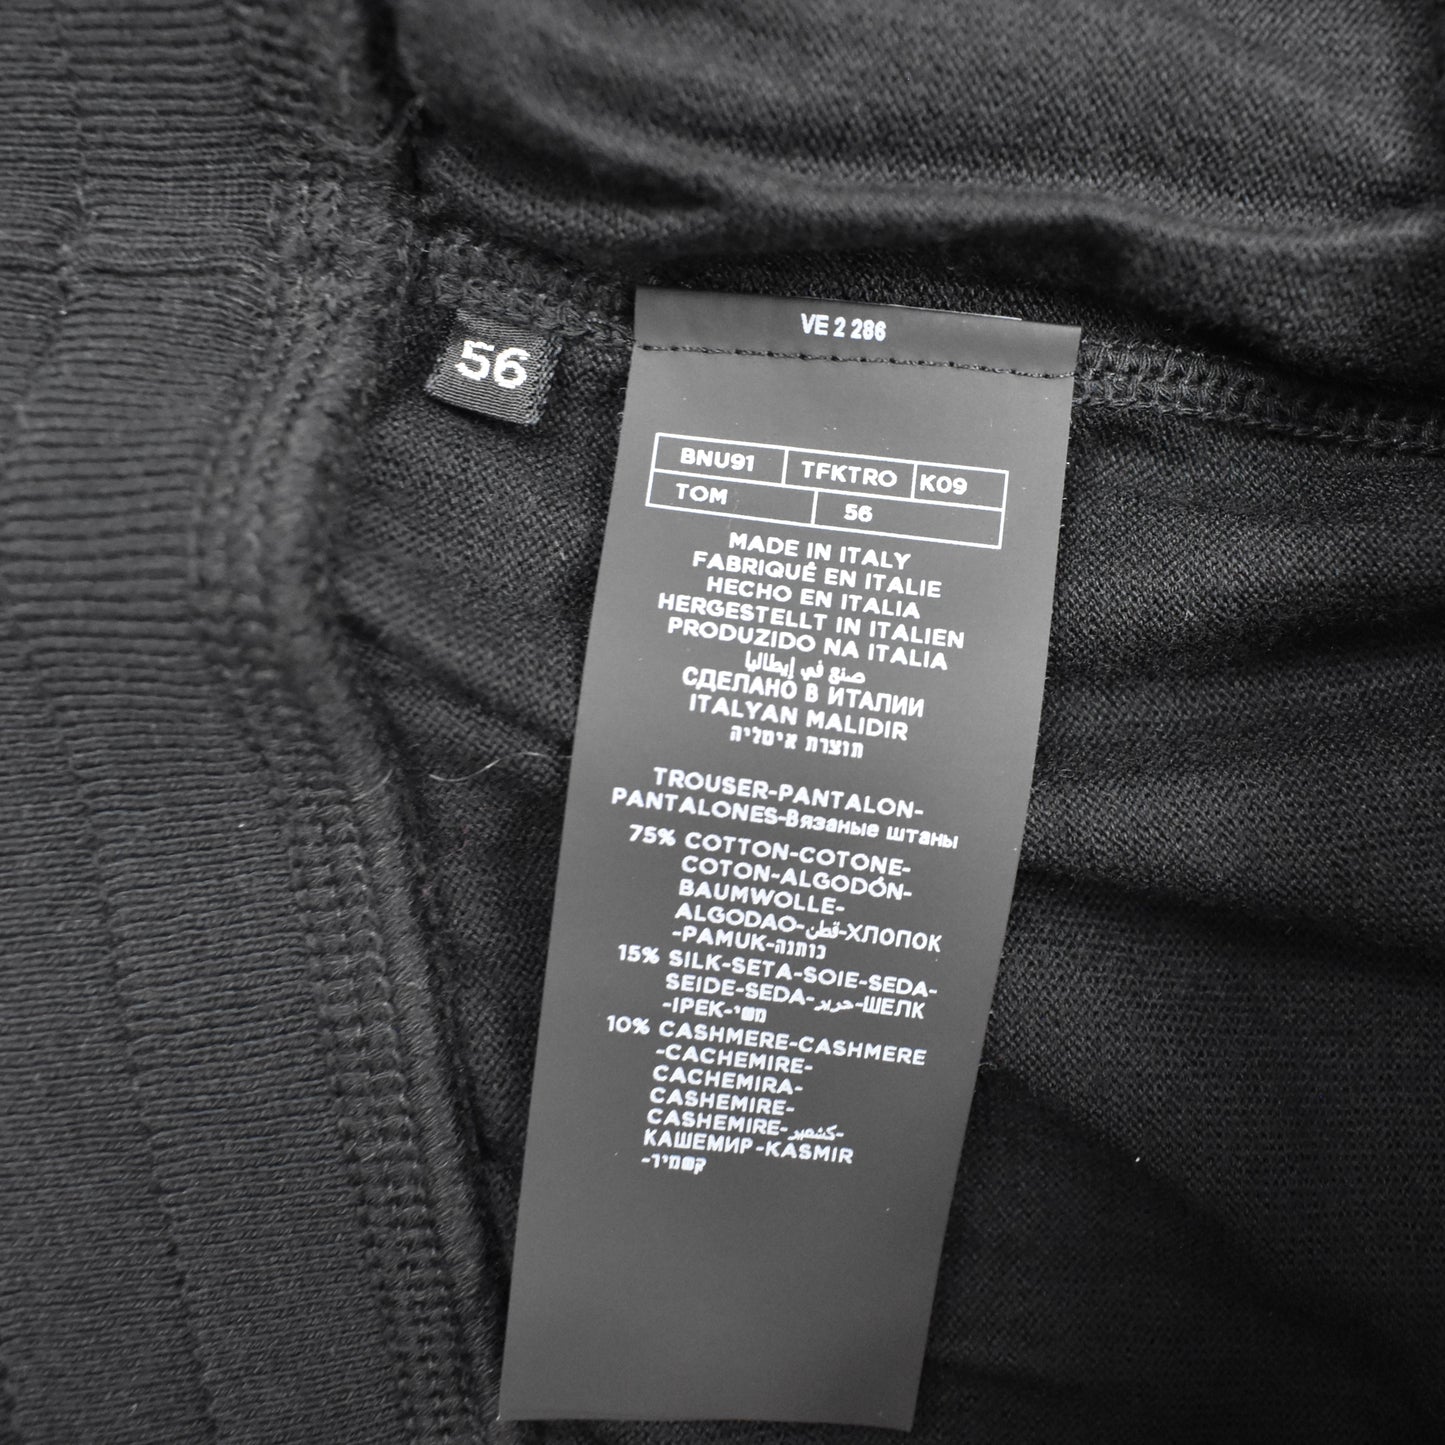 56
VE 2 286
BNU91 TFKTRO K09
TOM 56
MADE IN ITALY
FABRIQUÉ EN ITALIE
HECHO EN ITALIA
HERGESTELLT IN ITALIEN
PRODUZIDO NA ITALIA
صنع في إيطاليا
СДЕЛАНО В ИТАЛИИ
ITALYAN MALIDIR
תוצרת איטליה
TROUSER-PANTALON-
PANTALONES-Вязаные штаны
75% COTTON-COTONE-
COTON-ALGODÓN-
BAUMWOLLE-
ALGODAO-قطن-ХЛОПОК
-PAMUK-כותנה
15% SILK-SETA-SOIE-SEDA-
SEIDE-SEDA-حرير-ШЕЛК
-IPEK-משי
10% CASHMERE-CASHMERE
-CACHEMIRE-
CACHEMIRA-
CASHEMIRE-
CASHEMIRE-كشمير-
КАШЕМИР-KASMIR
-קשמיר